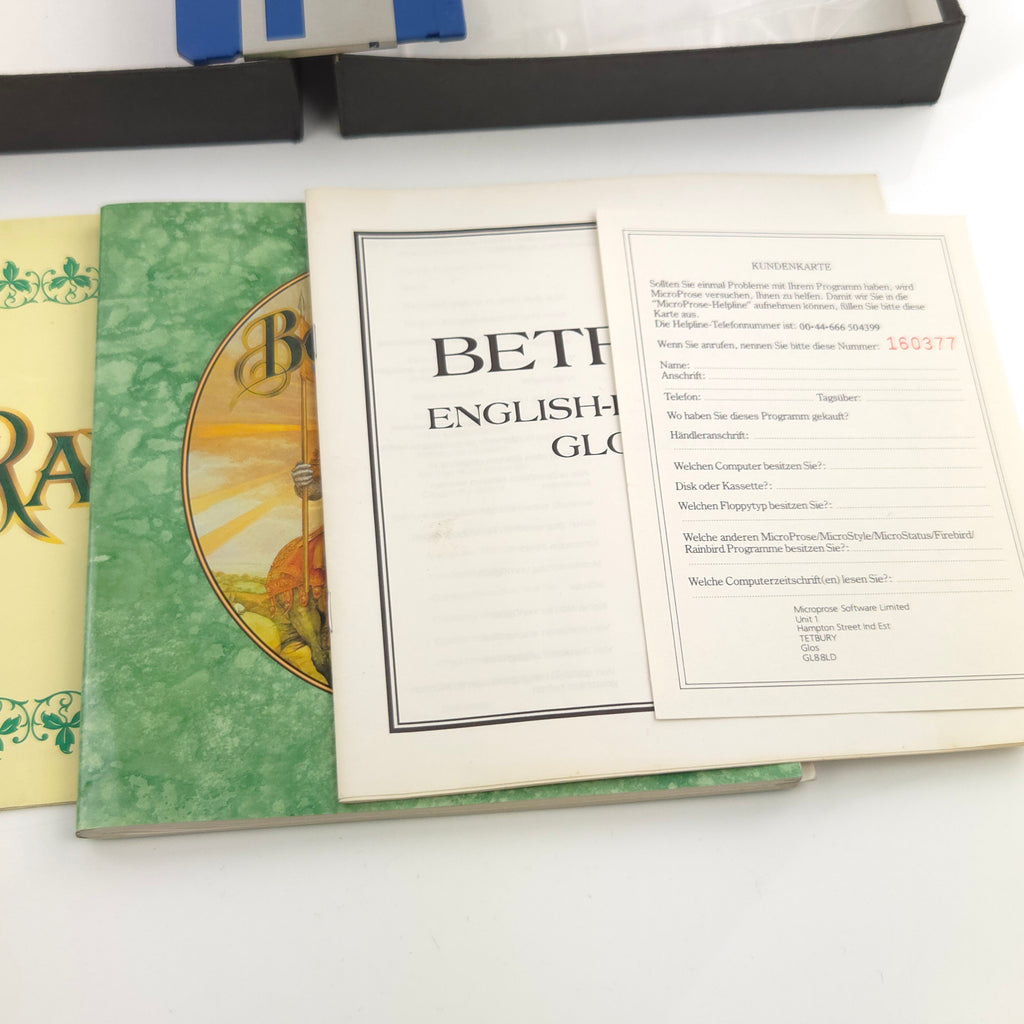 RA
B
BETH
ENGLISH-
GLO
KUNDENKARTE
Sollten Sie einmal Probleme mit Ihrem Programm haben, wird
MicroProse versuchen, Ihnen zu helfen. Damit wir Sie in die
"MicroProse-Helpline" aufnehmen können, füllen Sie bitte diese
Karte aus.
Die Helpline-Telefonnummer ist: 00-44-666 504399
Wenn Sie anrufen, nennen Sie bitte diese Nummer: 160377
Name:
Anschrift:
Telefon: Tagsüber:
Wo haben Sie dieses Programm gekauft?
Händleranschrift:
Welchen Computer besitzen Sie?:
Disk oder Kassette?:
Welchen Floppytyp besitzen Sie?:
Welche anderen MicroProse/MicroStyle/MicroStatus/Firebird/
Rainbird Programme besitzen Sie?:
Welche Computerzeitschrift(en) lesen Sie?:
Microprose Software Limited
Unit 1
Hampton Street Ind Est
TETBURY
Glos
GL8 8LD